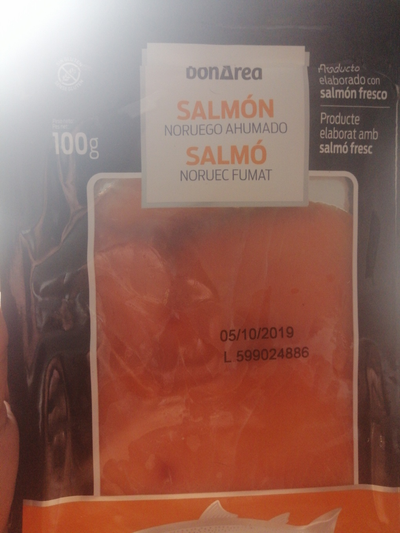 bonÀrea
SALMÓN
NORUEGO AHUMADO
SALMÓ
NORUEC FUMAT
Producto
elaborado con
salmón fresco
Producte
elaborat amb
salmó fresc
100g
05/10/2019
L 599024886